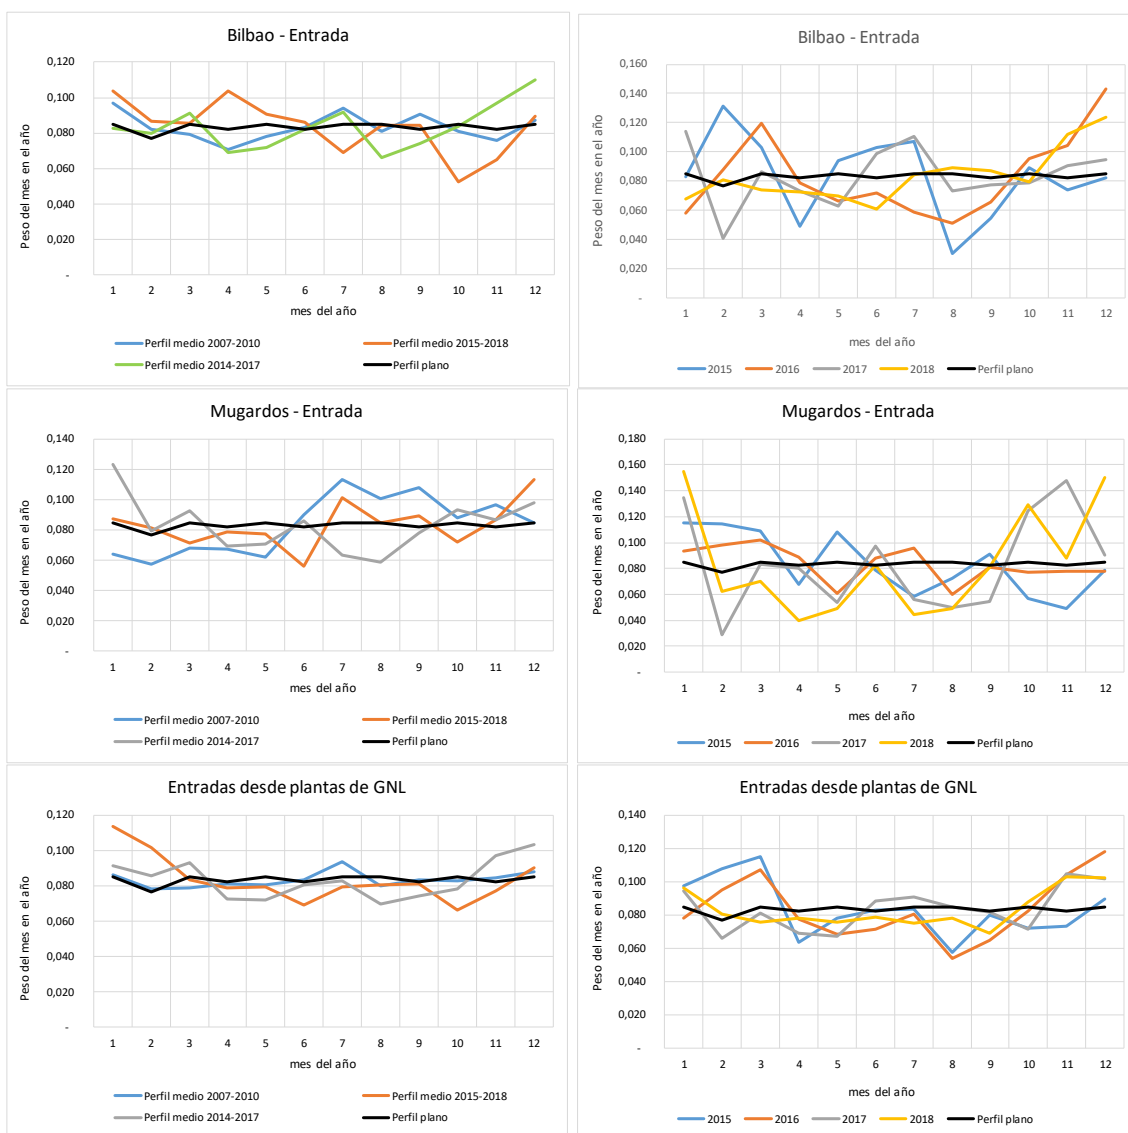 Bilbao - Entrada
Peso del mes en el año
0,120
0,100
0,080
0,060
0,040
0,020
-
1 2 3 4 5 6 7 8 9 10 11 12
mes del año
Perfil medio 2007-2010 Perfil medio 2015-2018
Perfil medio 2014-2017 Perfil plano
Bilbao - Entrada
Peso del mes en el año
0,160
0,140
0,120
0,100
0,080
0,060
0,040
0,020
-
1 2 3 4 5 6 7 8 9 10 11 12
mes del año
2015 2016 2017 2018 Perfil plano
Mugardos - Entrada
Peso del mes en el año
0,140
0,120
0,100
0,080
0,060
0,040
0,020
-
1 2 3 4 5 6 7 8 9 10 11 12
mes del año
Perfil medio 2007-2010 Perfil medio 2015-2018
Perfil medio 2014-2017 Perfil plano
Mugardos - Entrada
Peso del mes en el año
0,180
0,160
0,140
0,120
0,100
0,080
0,060
0,040
0,020
-
1 2 3 4 5 6 7 8 9 10 11 12
mes del año
2015 2016 2017 2018 Perfil plano
Entradas desde plantas de GNL
Peso del mes en el año
0,120
0,100
0,080
0,060
0,040
0,020
-
1 2 3 4 5 6 7 8 9 10 11 12
mes del año
Perfil medio 2007-2010 Perfil medio 2015-2018
Perfil medio 2014-2017 Perfil plano
Entradas desde plantas de GNL
Peso del mes en el año
0,140
0,120
0,100
0,080
0,060
0,040
0,020
-
1 2 3 4 5 6 7 8 9 10 11 12
mes del año
2015 2016 2017 2018 Perfil plano